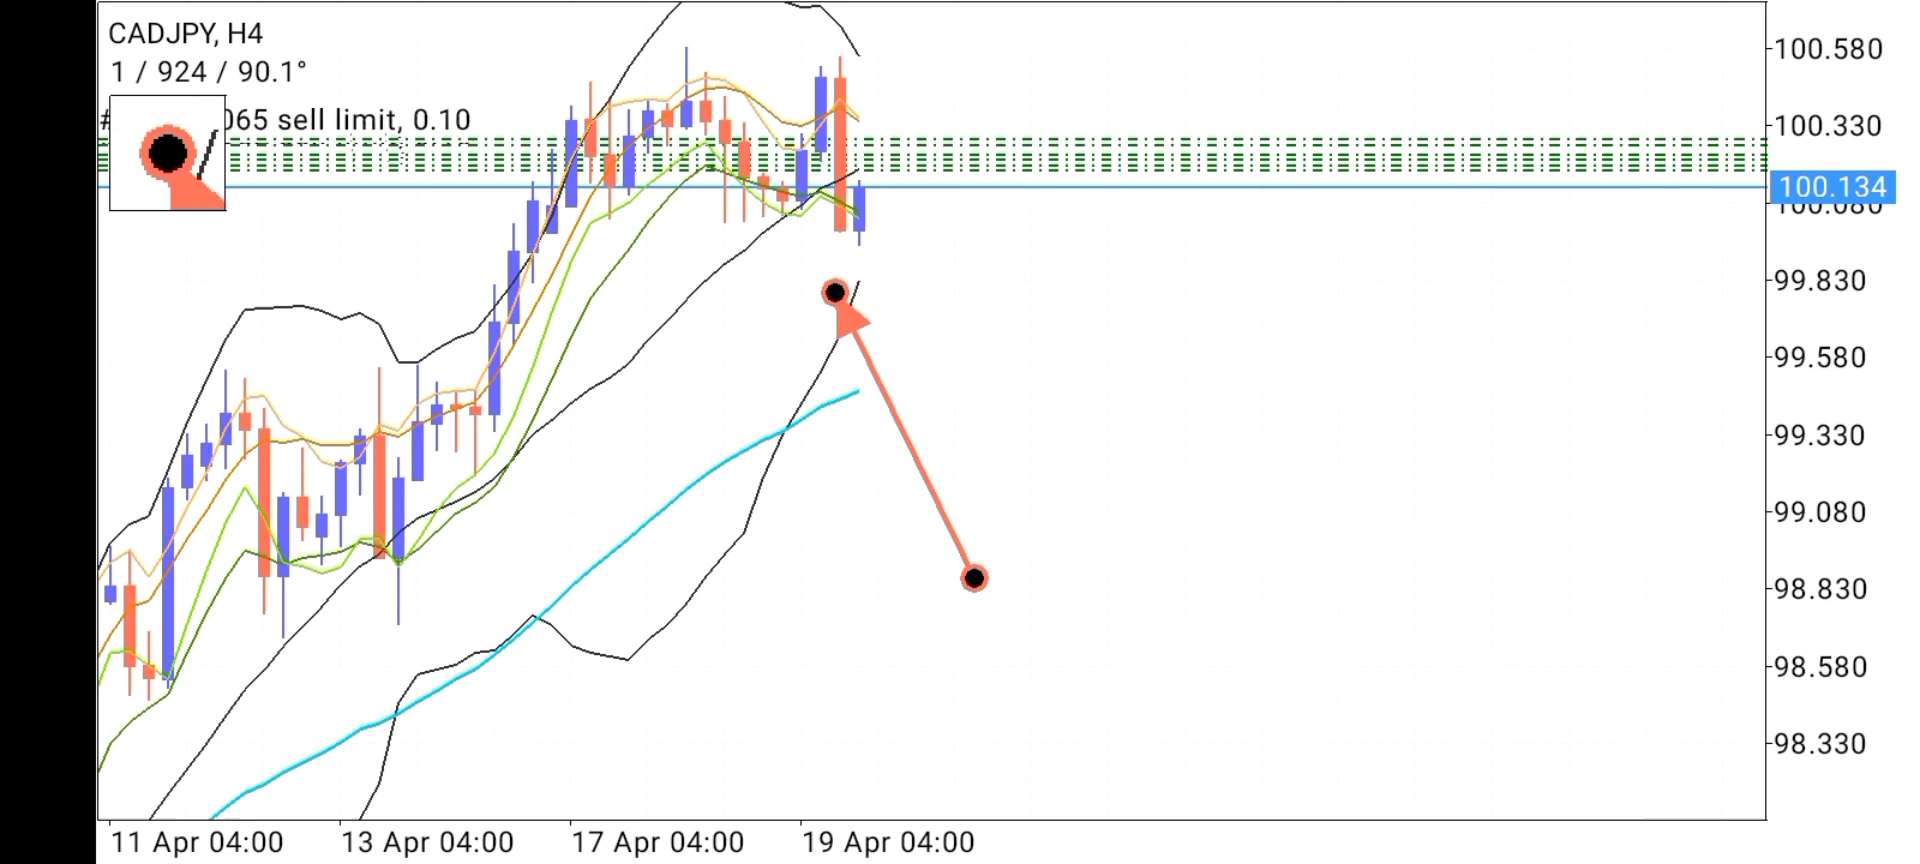 CADJPY, H4
1 / 924 / 90.1°
#
065 sell limit, 0.10
100.580
100.330
100.134
100.080
99.830
99.580
99.330
99.080
98.830
98.580
98.330
11 Apr 04:00
13 Apr 04:00
17 Apr 04:00
19 Apr 04:00